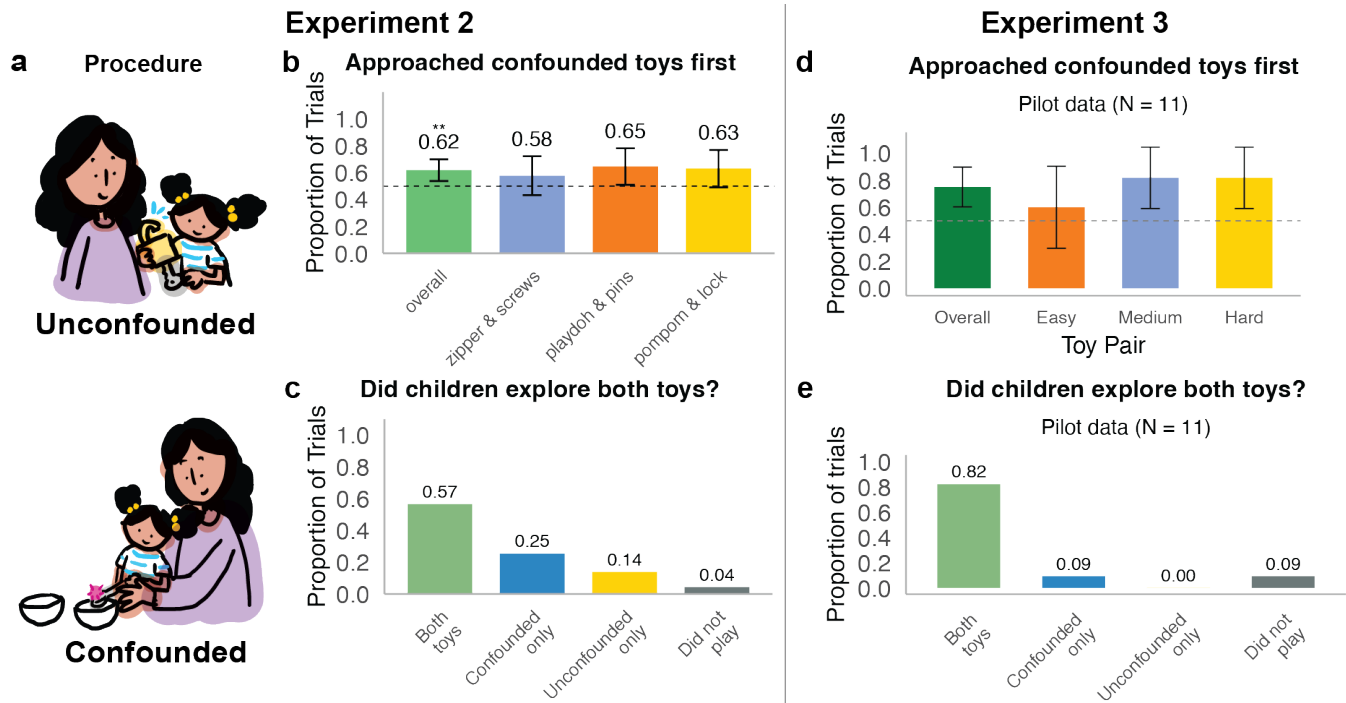 Experiment 2
a
Procedure
Unconfounded
Confounded
b
Approached confounded toys first
Proportion of Trials
1.0
0.8
0.6
0.4
0.2
0.0
**
0.62
0.58
0.65
0.63
overall
zipper & screws
playdoh & pins
pompom & lock
c
Did children explore both toys?
Proportion of Trials
1.0
0.8
0.6
0.4
0.2
0.0
0.57
0.25
0.14
0.04
Both
toys
Confounded
only
Unconfounded
only
Did not
play
Experiment 3
d
Approached confounded toys first
Pilot data (N = 11)
Proportion of Trials
1.0
0.8
0.6
0.4
0.2
0.0
Overall
Easy
Medium
Hard
Toy Pair
e
Did children explore both toys?
Pilot data (N = 11)
Proportion of trials
1.0
0.8
0.6
0.4
0.2
0.0
0.82
0.09
0.00
0.09
Both
toys
Confounded
only
Unconfounded
only
Did not
play